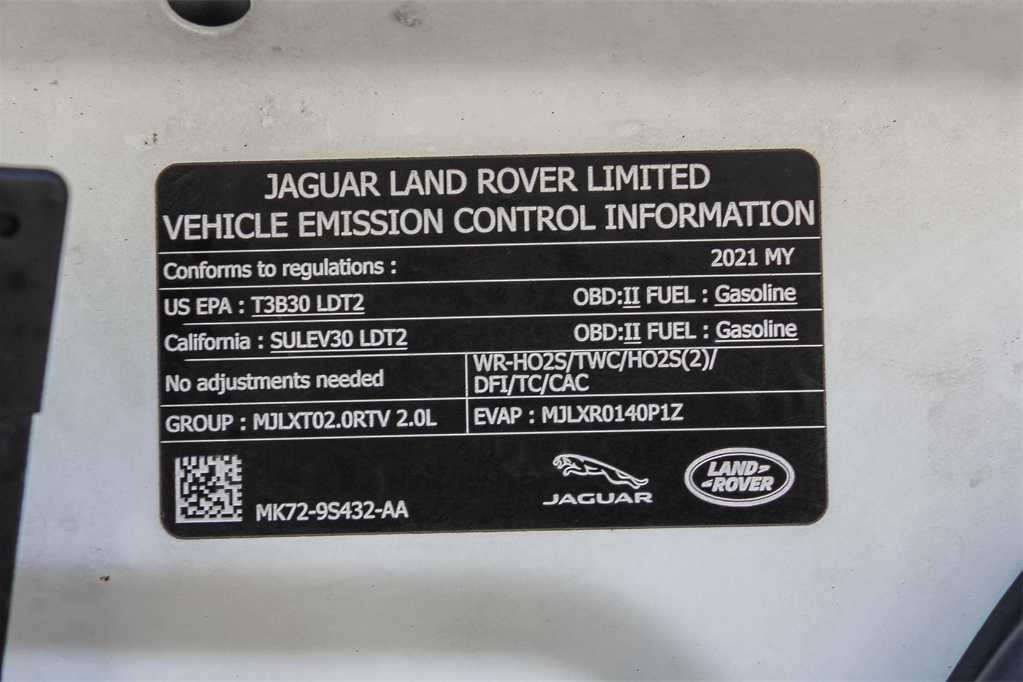 JAGUAR LAND ROVER LIMITED
VEHICLE EMISSION CONTROL INFORMATION
Conforms to regulations : 2021 MY
US EPA : T3B30 LDT2 OBD:II FUEL : Gasoline
California : SULEV30 LDT2 OBD:II FUEL : Gasoline
No adjustments needed
WR-HO2S/TWC/HO2S(2)/
DFI/TC/CAC
GROUP : MJLXT02.0RTV 2.0L EVAP : MJLXR0140P1Z
MK72-9S432-AA
JAGUAR
LAND-
-ROVER